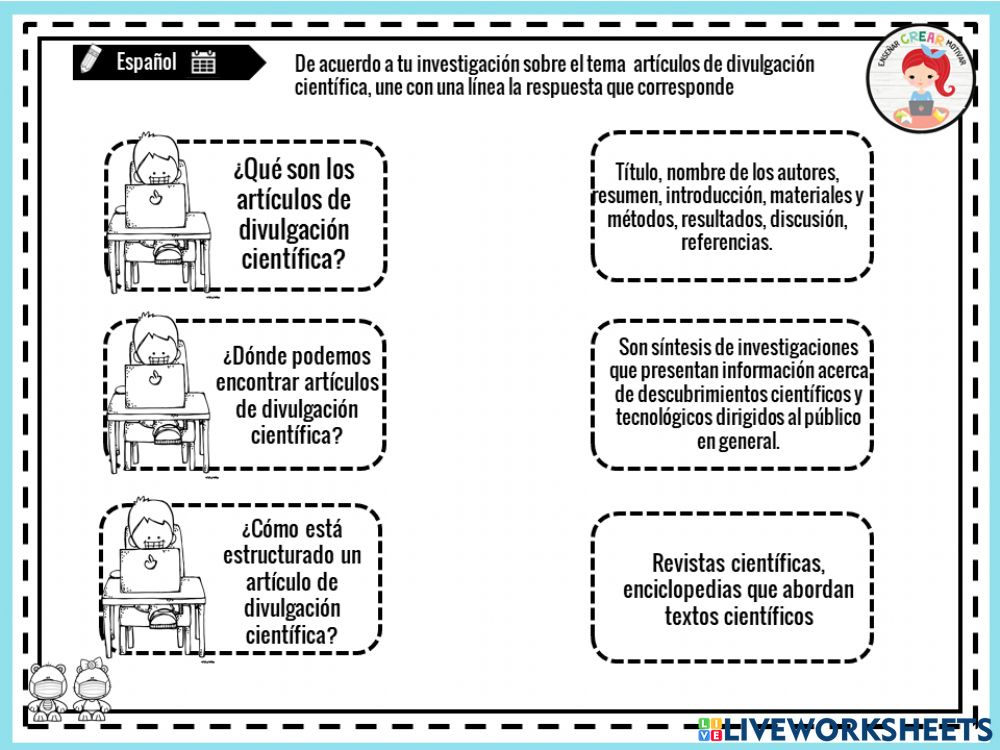 Español
De acuerdo a tu investigación sobre el tema artículos de divulgación
científica, une con una línea la respuesta que corresponde
ENSEÑAR CREAR MOTIVAR
¿Qué son los
artículos de
divulgación
científica?
Título, nombre de los autores,
resumen, introducción, materiales y
métodos, resultados, discusión,
referencias.
¿Dónde podemos
encontrar artículos
de divulgación
científica?
Son síntesis de investigaciones
que presentan información acerca
de descubrimientos científicos y
tecnológicos dirigidos al público
en general.
¿Cómo está
estructurado un
artículo de
divulgación
científica?
Revistas científicas,
enciclopedias que abordan
textos científicos
LIVE LIVEWORKSHEETS